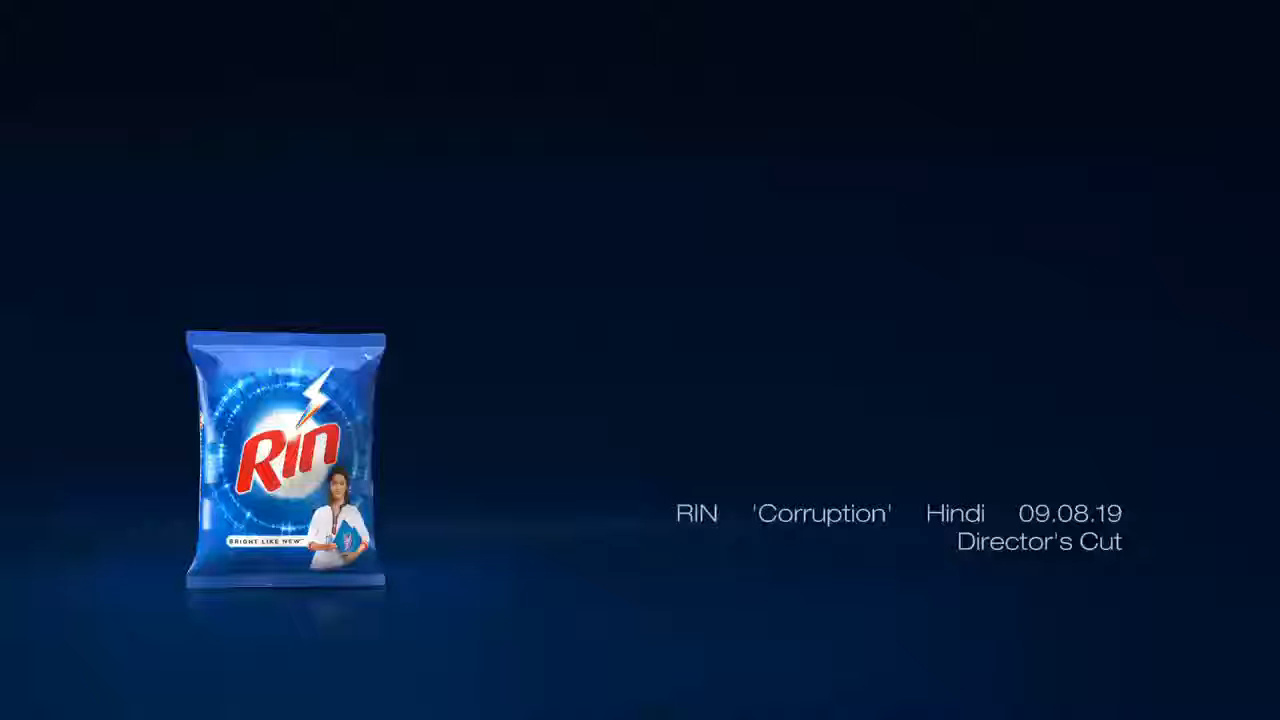 Rin
BRIGHT LIKE NEW
RIN 'Corruption' Hindi 09.08.19
Director's Cut